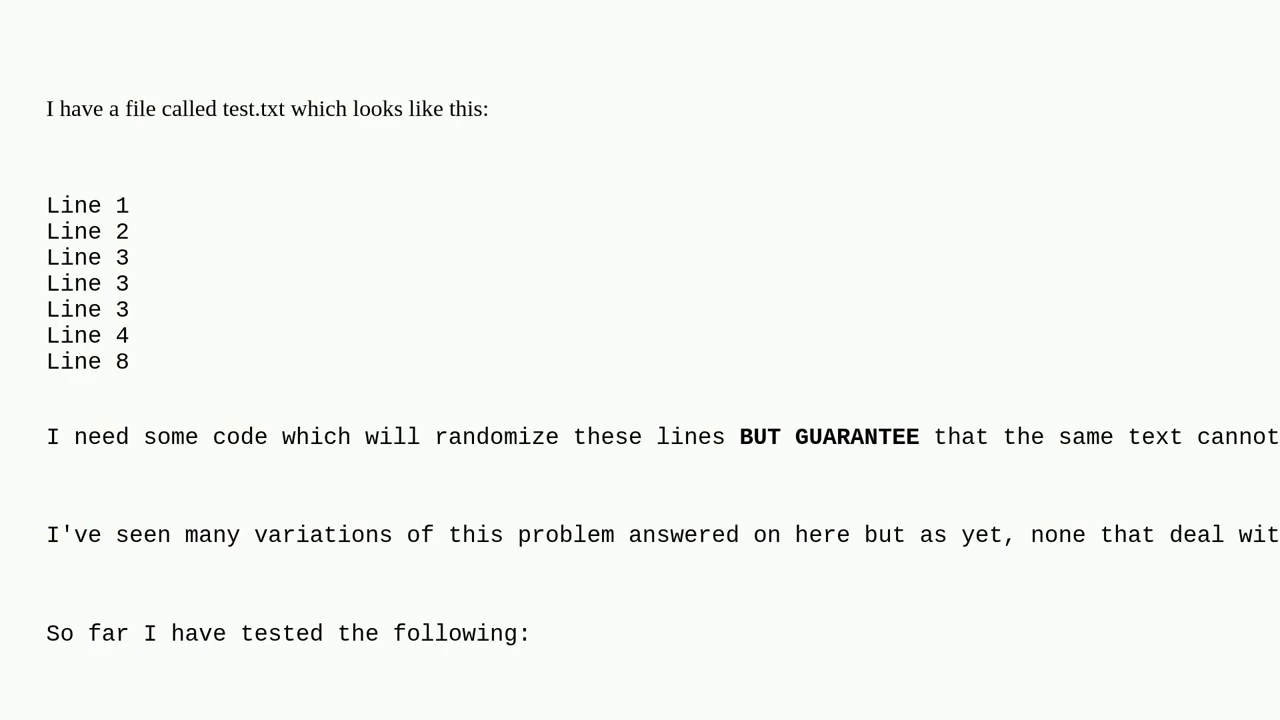 I have a file called test.txt which looks like this:
Line 1
Line 2
Line 3
Line 3
Line 3
Line 4
Line 8
I need some code which will randomize these lines BUT GUARANTEE that the same text cannot
I've seen many variations of this problem answered on here but as yet, none that deal wit
So far I have tested the following: